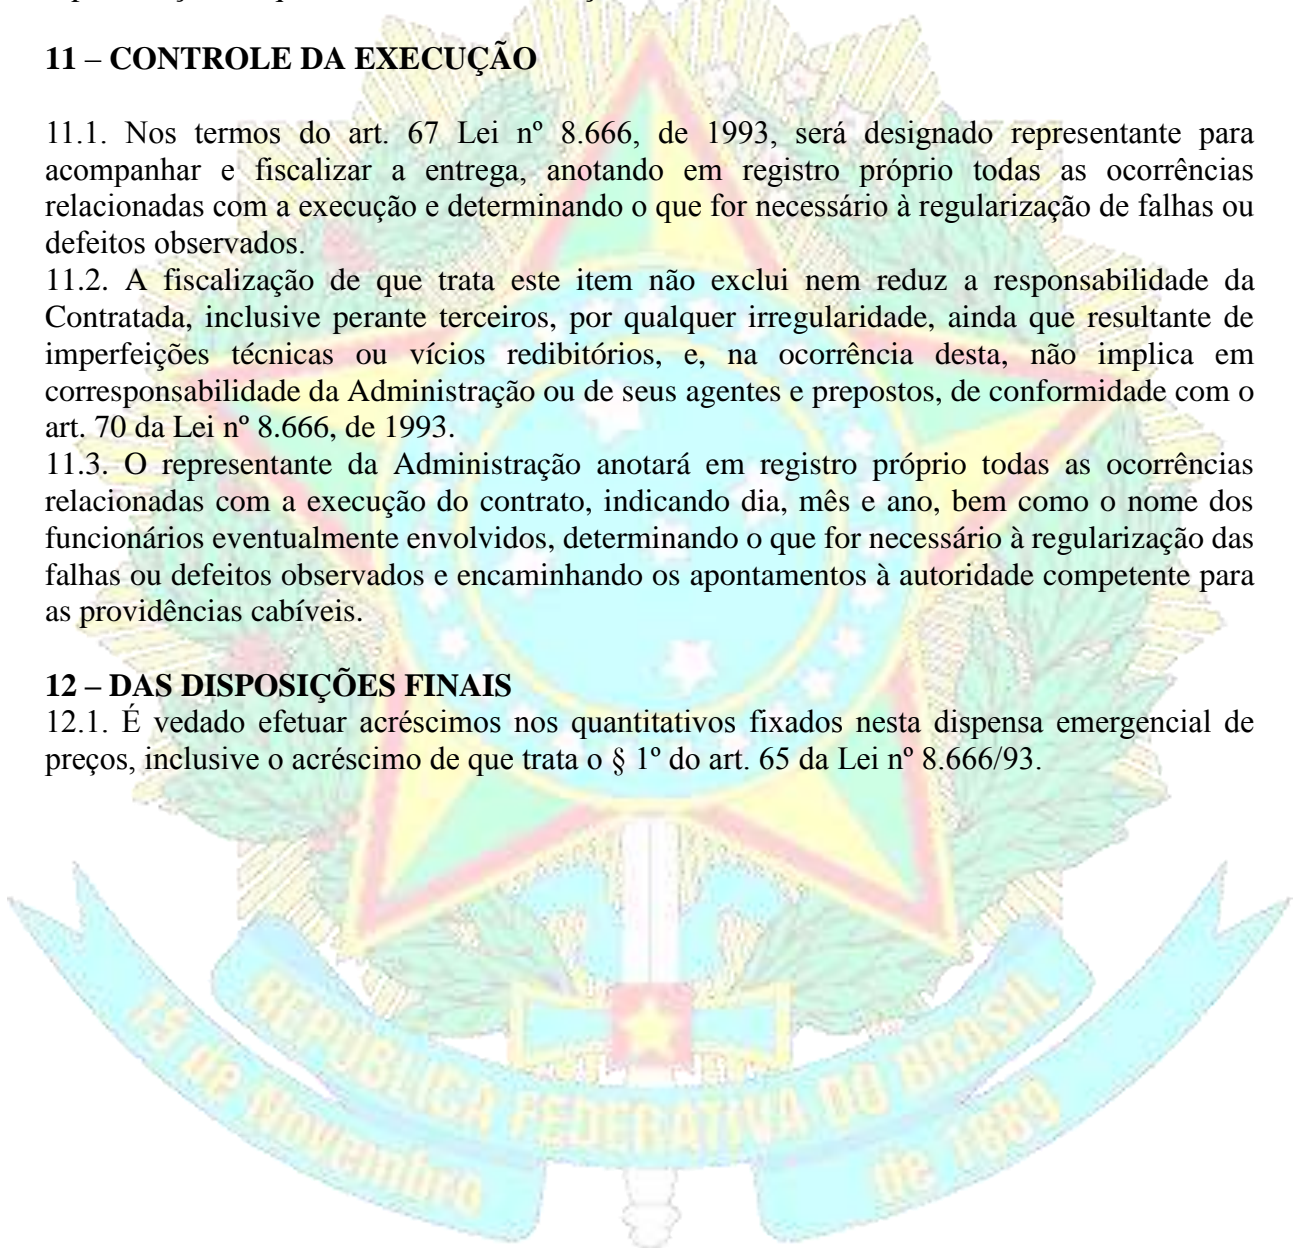 11 – CONTROLE DA EXECUÇÃO
11.1. Nos termos do art. 67 Lei nº 8.666, de 1993, será designado representante para
acompanhar e fiscalizar a entrega, anotando em registro próprio todas as ocorrências
relacionadas com a execução e determinando o que for necessário à regularização de falhas ou
defeitos observados.
11.2. A fiscalização de que trata este item não exclui nem reduz a responsabilidade da
Contratada, inclusive perante terceiros, por qualquer irregularidade, ainda que resultante de
imperfeições técnicas ou vícios redibitórios, e, na ocorrência desta, não implica em
corresponsabilidade da Administração ou de seus agentes e prepostos, de conformidade com o
art. 70 da Lei nº 8.666, de 1993.
11.3. O representante da Administração anotará em registro próprio todas as ocorrências
relacionadas com a execução do contrato, indicando dia, mês e ano, bem como o nome dos
funcionários eventualmente envolvidos, determinando o que for necessário à regularização das
falhas ou defeitos observados e encaminhando os apontamentos à autoridade competente para
as providências cabíveis.
12 – DAS DISPOSIÇÕES FINAIS
12.1. É vedado efetuar acréscimos nos quantitativos fixados nesta dispensa emergencial de
preços, inclusive o acréscimo de que trata o § 1º do art. 65 da Lei nº 8.666/93.
REPÚBLICA FEDERATIVA DO BRASIL
15 de Novembro de 1889